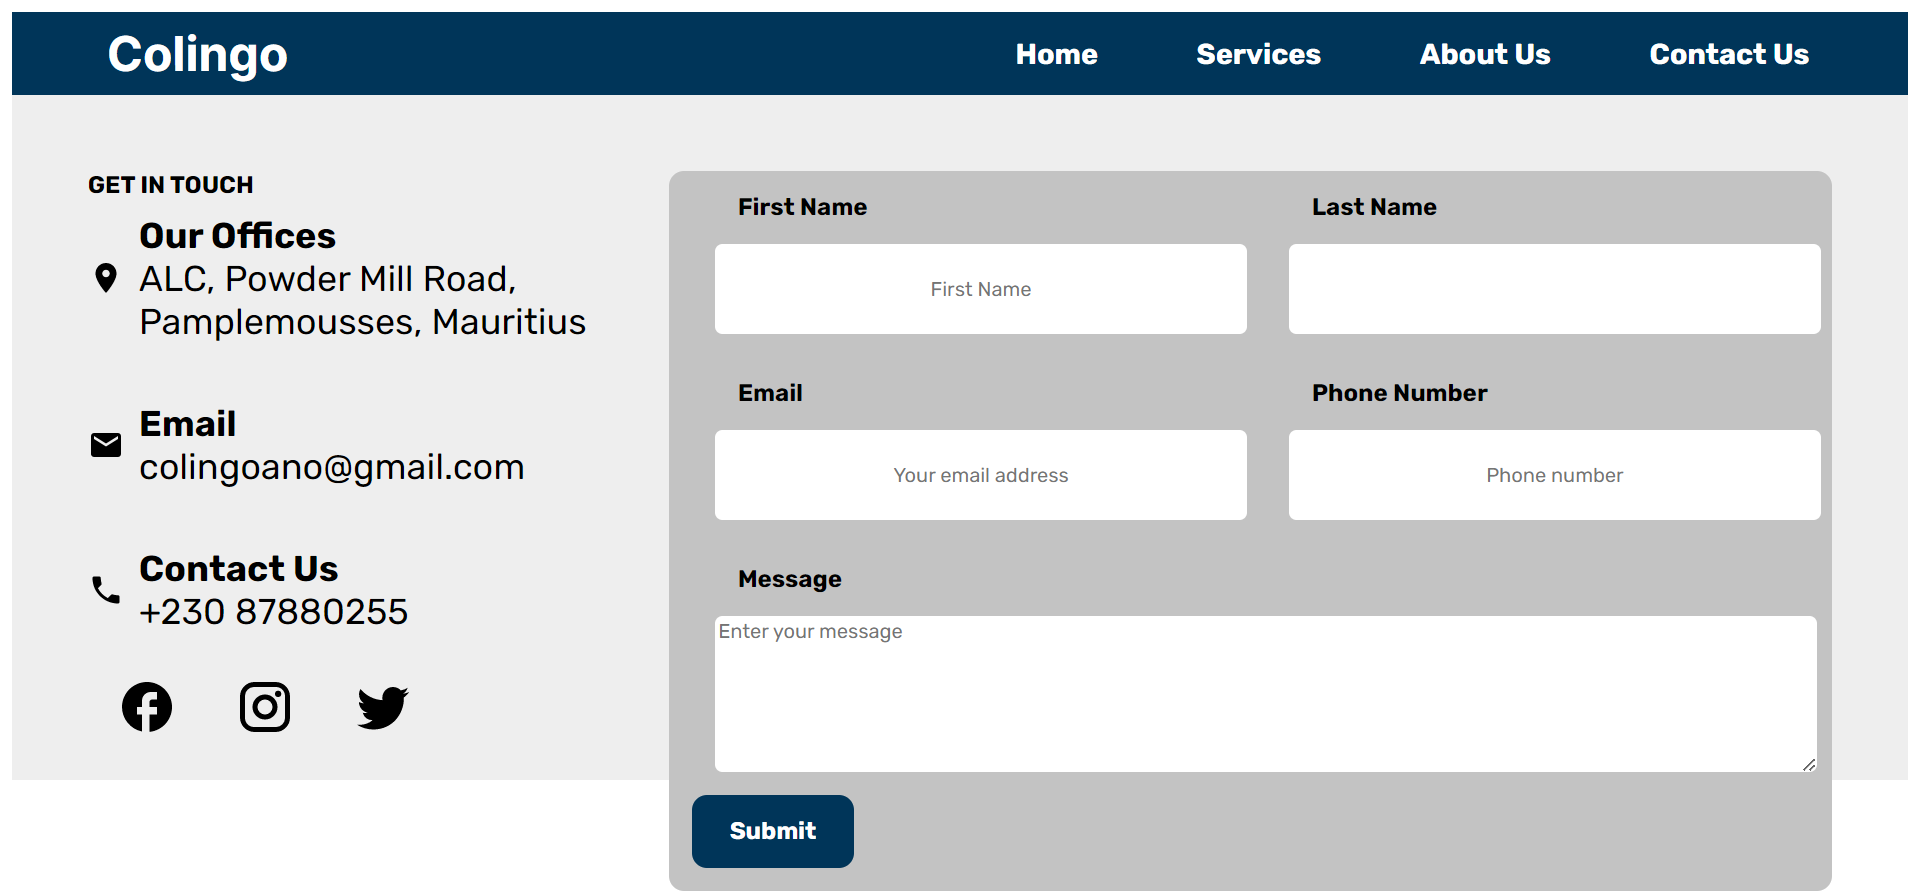 Colingo
Home
Services
About Us
Contact Us
GET IN TOUCH
Our Offices
ALC, Powder Mill Road,
Pamplemousses, Mauritius
Email
colingoano@gmail.com
Contact Us
+230 87880255
First Name
Last Name
First Name
Email
Phone Number
Your email address
Phone number
Message
Enter your message
Submit